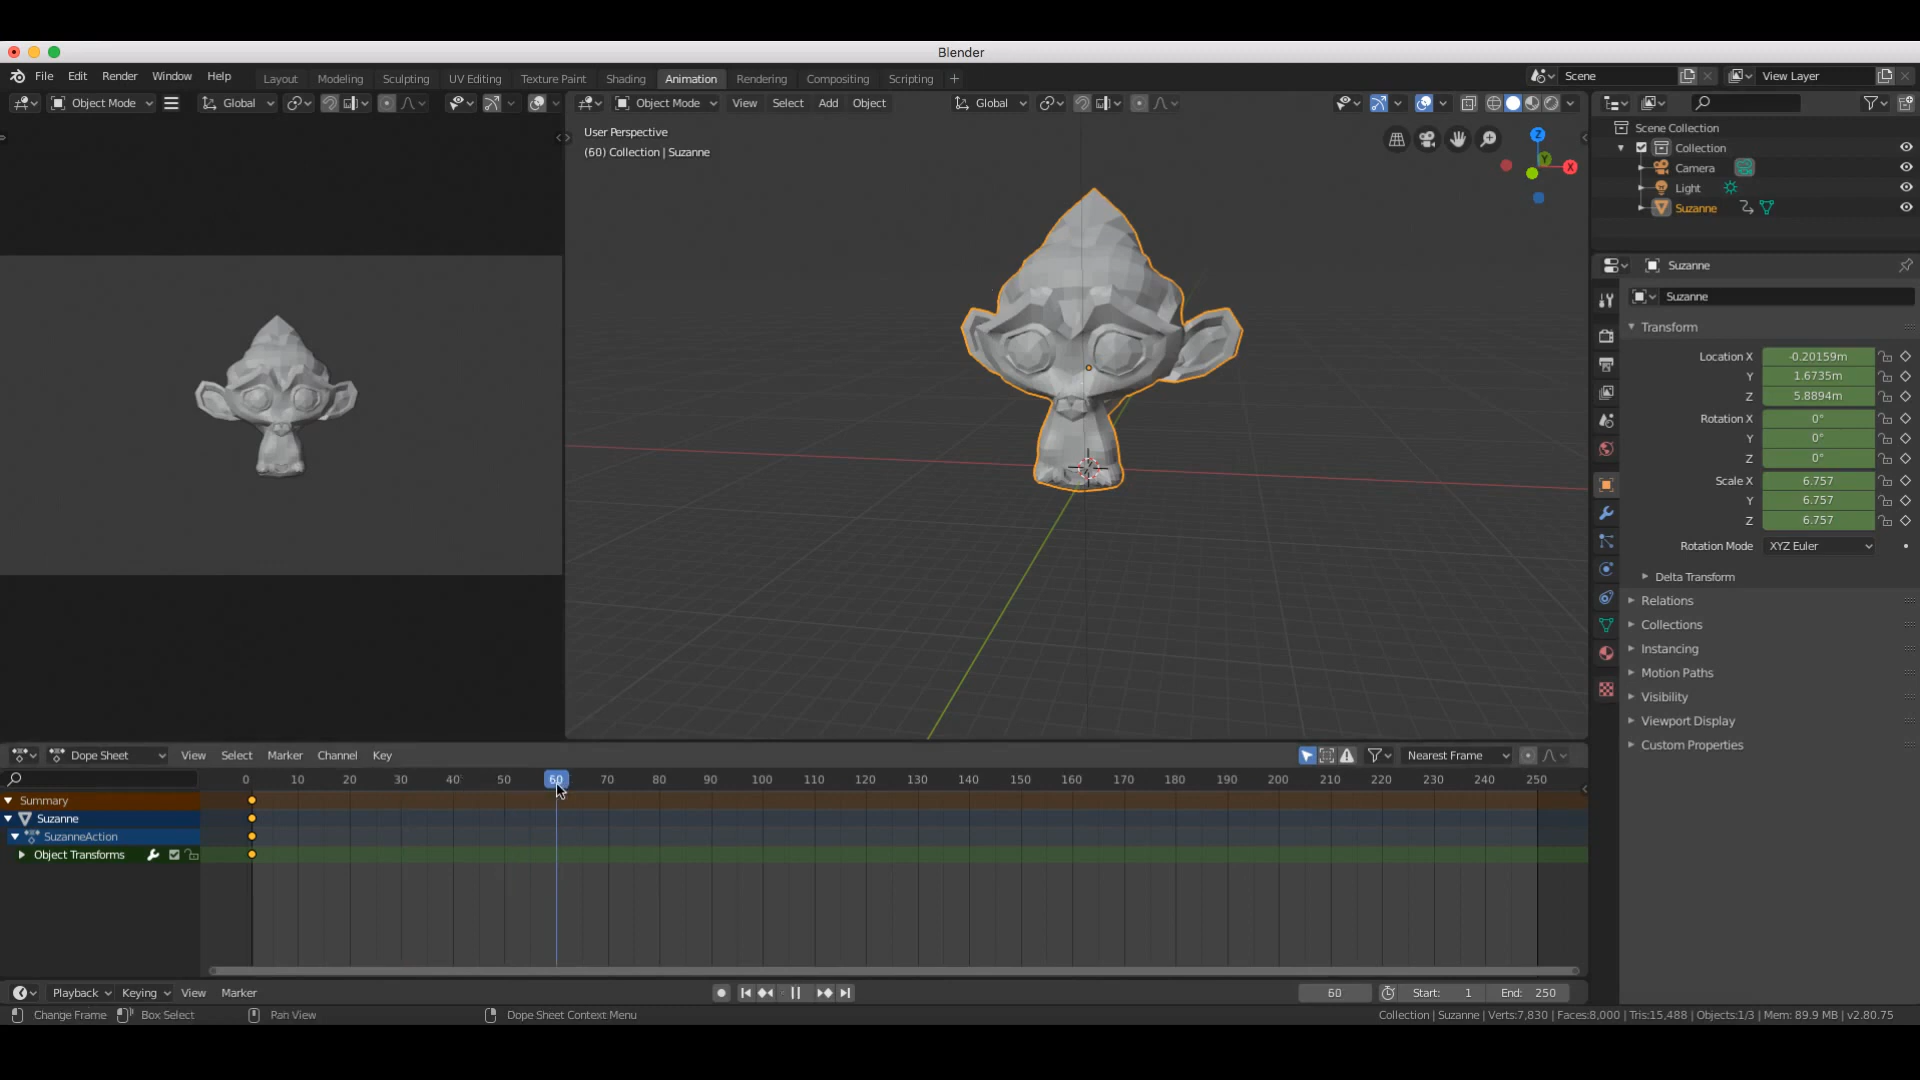 Blender
File Edit Render Window Help Layout Modeling Sculpting UV Editing Texture Paint Shading Animation Rendering Compositing Scripting + Scene View Layer
Object Mode Global Object Mode View Select Add Object Global
User Perspective
(60) Collection | Suzanne
Z
Y
X
Scene Collection
Collection
Camera
Light
Suzanne
Suzanne
Suzanne
Transform
Location X -0.20159m
Y 1.6735m
Z 5.8894m
Rotation X 0°
Y 0°
Z 0°
Scale X 6.757
Y 6.757
Z 6.757
Rotation Mode XYZ Euler
Delta Transform
Relations
Collections
Instancing
Motion Paths
Visibility
Viewport Display
Custom Properties
Dope Sheet View Select Marker Channel Key Nearest Frame
0 10 20 30 40 50 60 70 80 90 100 110 120 130 140 150 160 170 180 190 200 210 220 230 240 250
Summary
Suzanne
SuzanneAction
Object Transforms
Playback Keying View Marker 60 Start: 1 End: 250
Change Frame Box Select Pan View Dope Sheet Context Menu Collection | Suzanne | Verts:7,830 | Faces:8,000 | Tris:15,488 | Objects:1/3 | Mem: 89.9 MB | v2.80.75